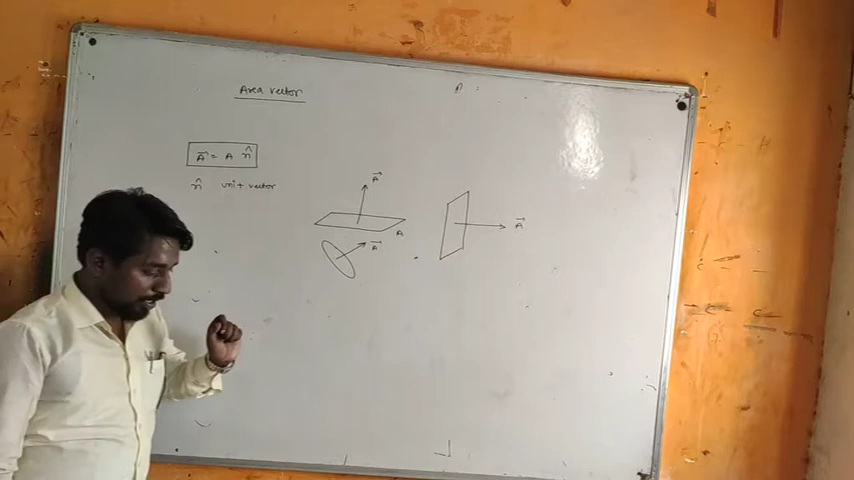 Area vector
A⃗ = A n̂
n̂ unit vector
A⃗
A
A⃗
A⃗